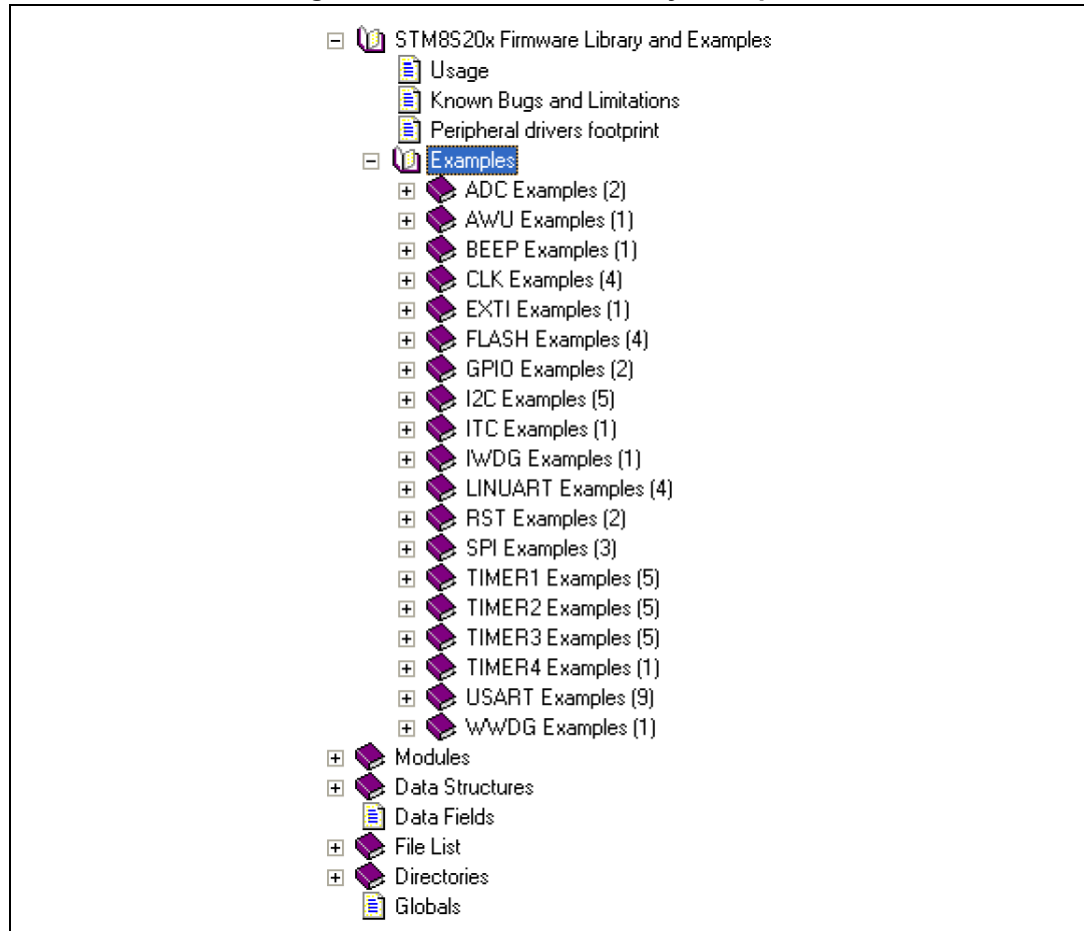 STM8S20x Firmware Library and Examples
Usage
Known Bugs and Limitations
Peripheral drivers footprint
Examples
ADC Examples (2)
AWU Examples (1)
BEEP Examples (1)
CLK Examples (4)
EXTI Examples (1)
FLASH Examples (4)
GPIO Examples (2)
I2C Examples (5)
ITC Examples (1)
IWDG Examples (1)
LINUART Examples (4)
RST Examples (2)
SPI Examples (3)
TIMER1 Examples (5)
TIMER2 Examples (5)
TIMER3 Examples (5)
TIMER4 Examples (1)
USART Examples (9)
WWDG Examples (1)
Modules
Data Structures
Data Fields
File List
Directories
Globals